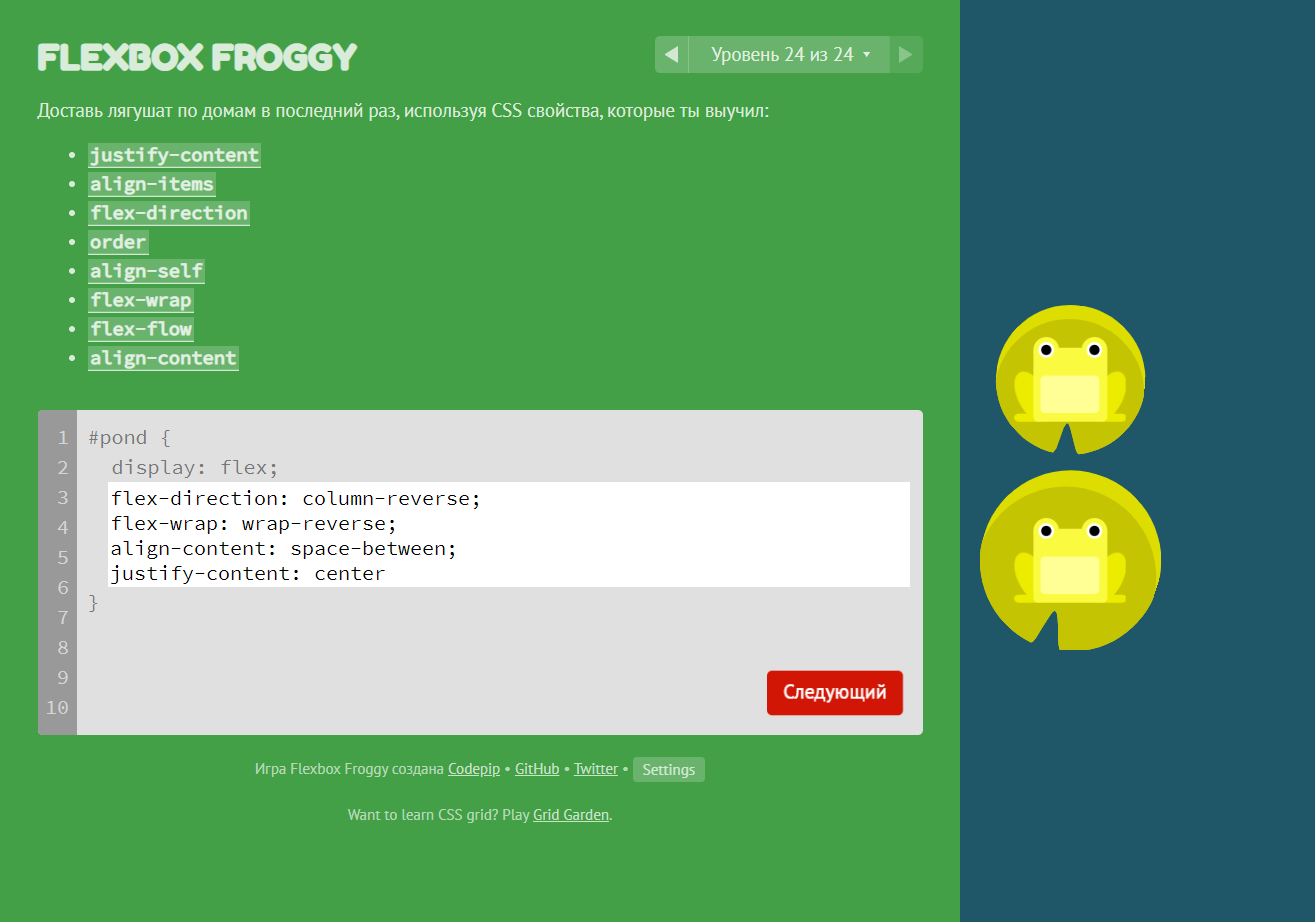 FLEXBOX FROGGY
◀ Уровень 24 из 24 ▾ ▶
Доставь лягушат по домам в последний раз, используя CSS свойства, которые ты выучил:
• justify-content
• align-items
• flex-direction
• order
• align-self
• flex-wrap
• flex-flow
• align-content
1 #pond {
2 display: flex;
3 flex-direction: column-reverse;
4 flex-wrap: wrap-reverse;
5 align-content: space-between;
6 justify-content: center
7 }
8
9
10
Следующий
Игра Flexbox Froggy создана Codepip • GitHub • Twitter • Settings
Want to learn CSS grid? Play Grid Garden.